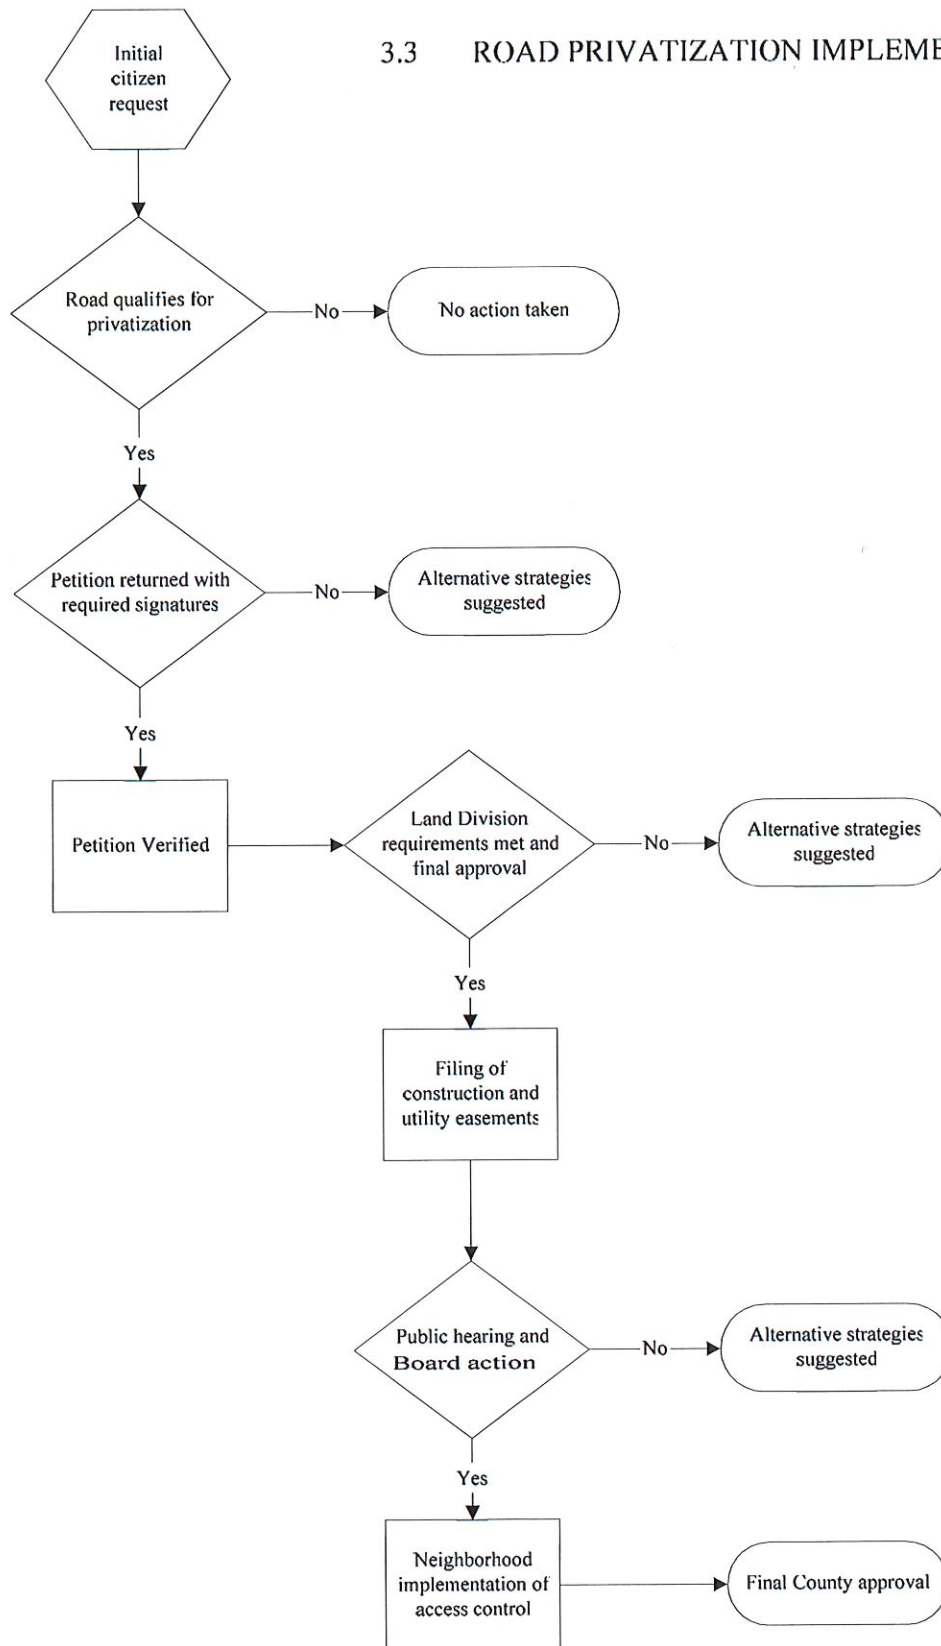 3.3 ROAD PRIVATIZATION IMPLEME
Initial
citizen
request
Road qualifies for
privatization
No
No action taken
Yes
Petition returned with
required signatures
No
Alternative strategies
suggested
Yes
Petition Verified
Land Division
requirements met and
final approval
No
Alternative strategies
suggested
Yes
Filing of
construction and
utility easements
Public hearing and
Board action
No
Alternative strategies
suggested
Yes
Neighborhood
implementation of
access control
Final County approval